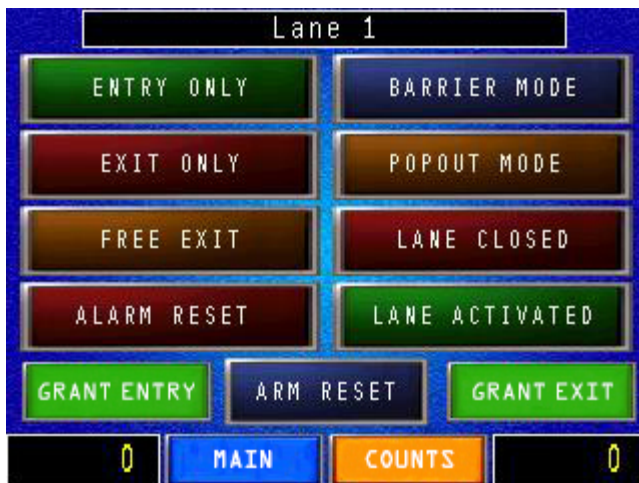 Lane 1
ENTRY ONLY
BARRIER MODE
EXIT ONLY
POPOUT MODE
FREE EXIT
LANE CLOSED
ALARM RESET
LANE ACTIVATED
GRANT ENTRY
ARM RESET
GRANT EXIT
0
MAIN
COUNTS
0